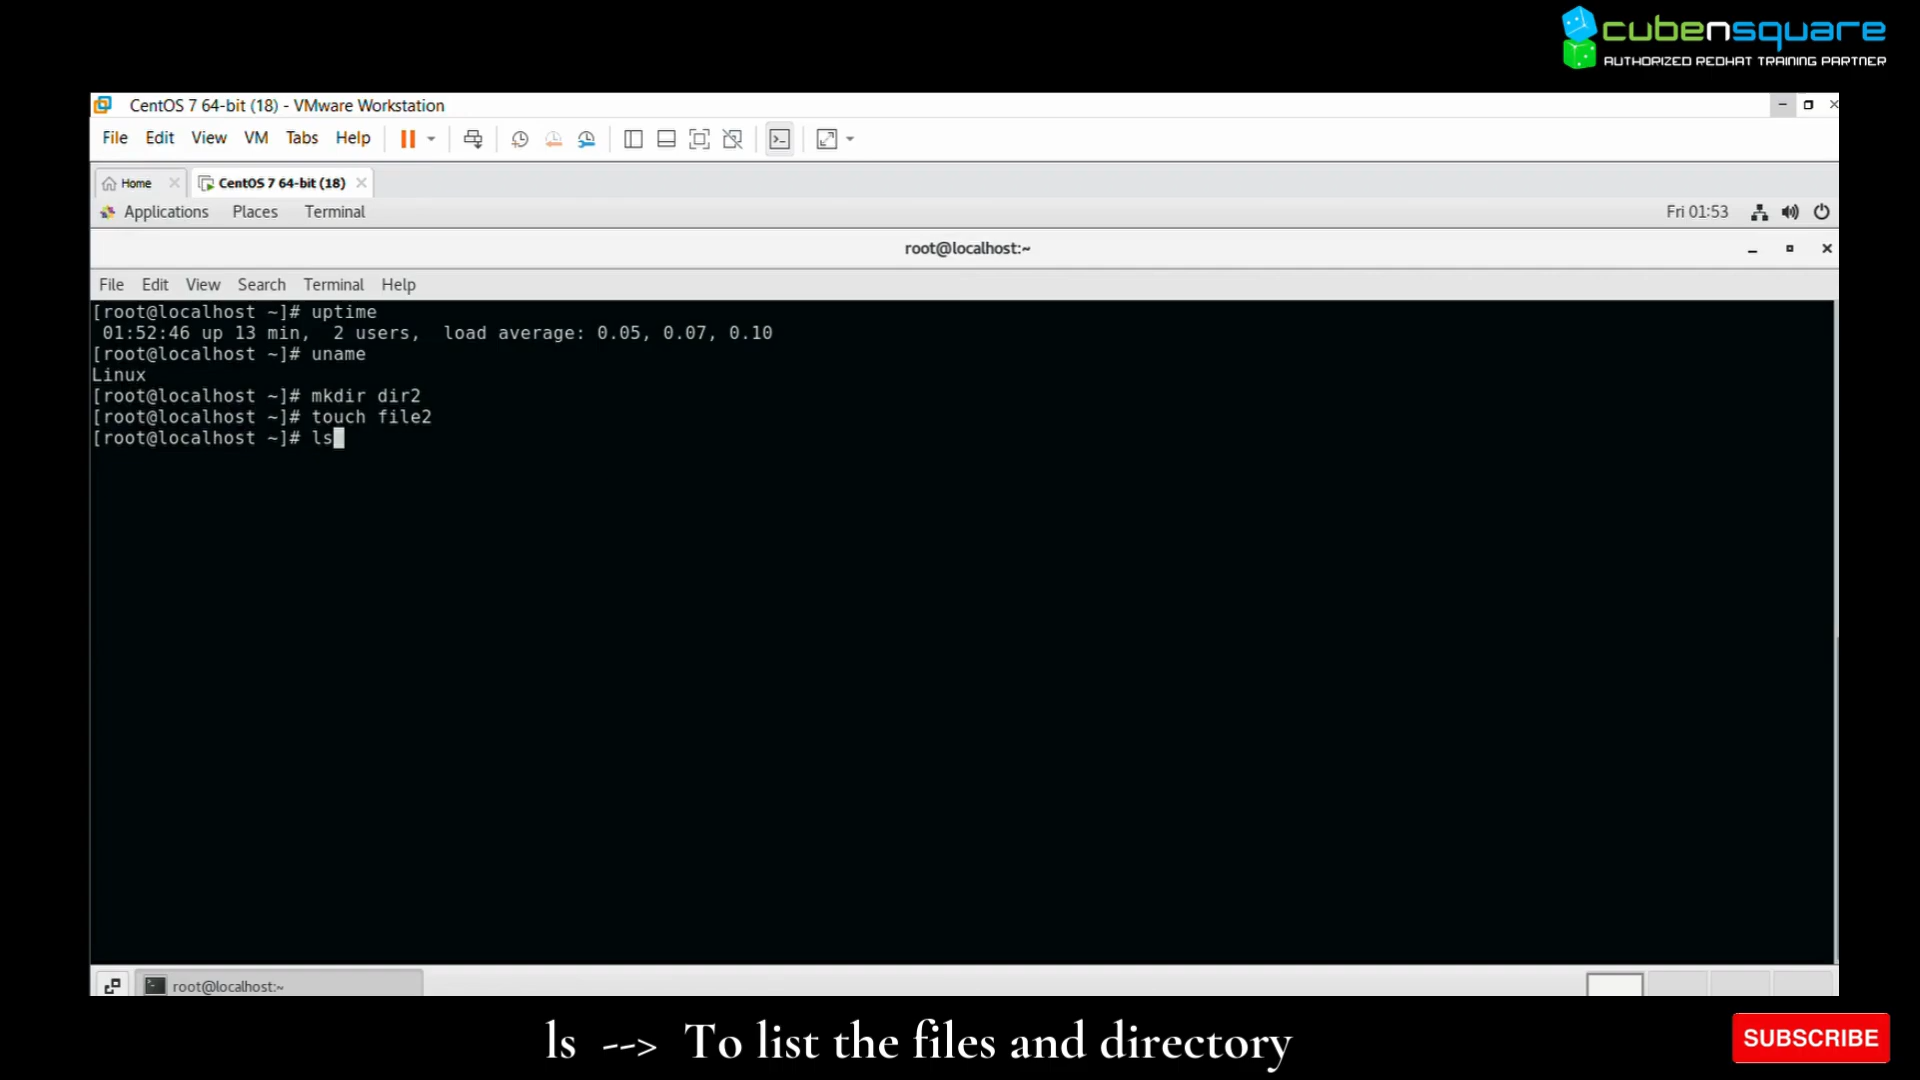 cubensquare
AUTHORIZED REDHAT TRAINING PARTNER
CentOS 7 64-bit (18) - VMware Workstation
File Edit View VM Tabs Help
Home CentOS 7 64-bit (18)
Applications Places Terminal Fri 01:53
root@localhost:~
File Edit View Search Terminal Help
[root@localhost ~]# uptime
 01:52:46 up 13 min,  2 users,  load average: 0.05, 0.07, 0.10
[root@localhost ~]# uname
Linux
[root@localhost ~]# mkdir dir2
[root@localhost ~]# touch file2
[root@localhost ~]# ls
root@localhost:~
ls --> To list the files and directory
SUBSCRIBE